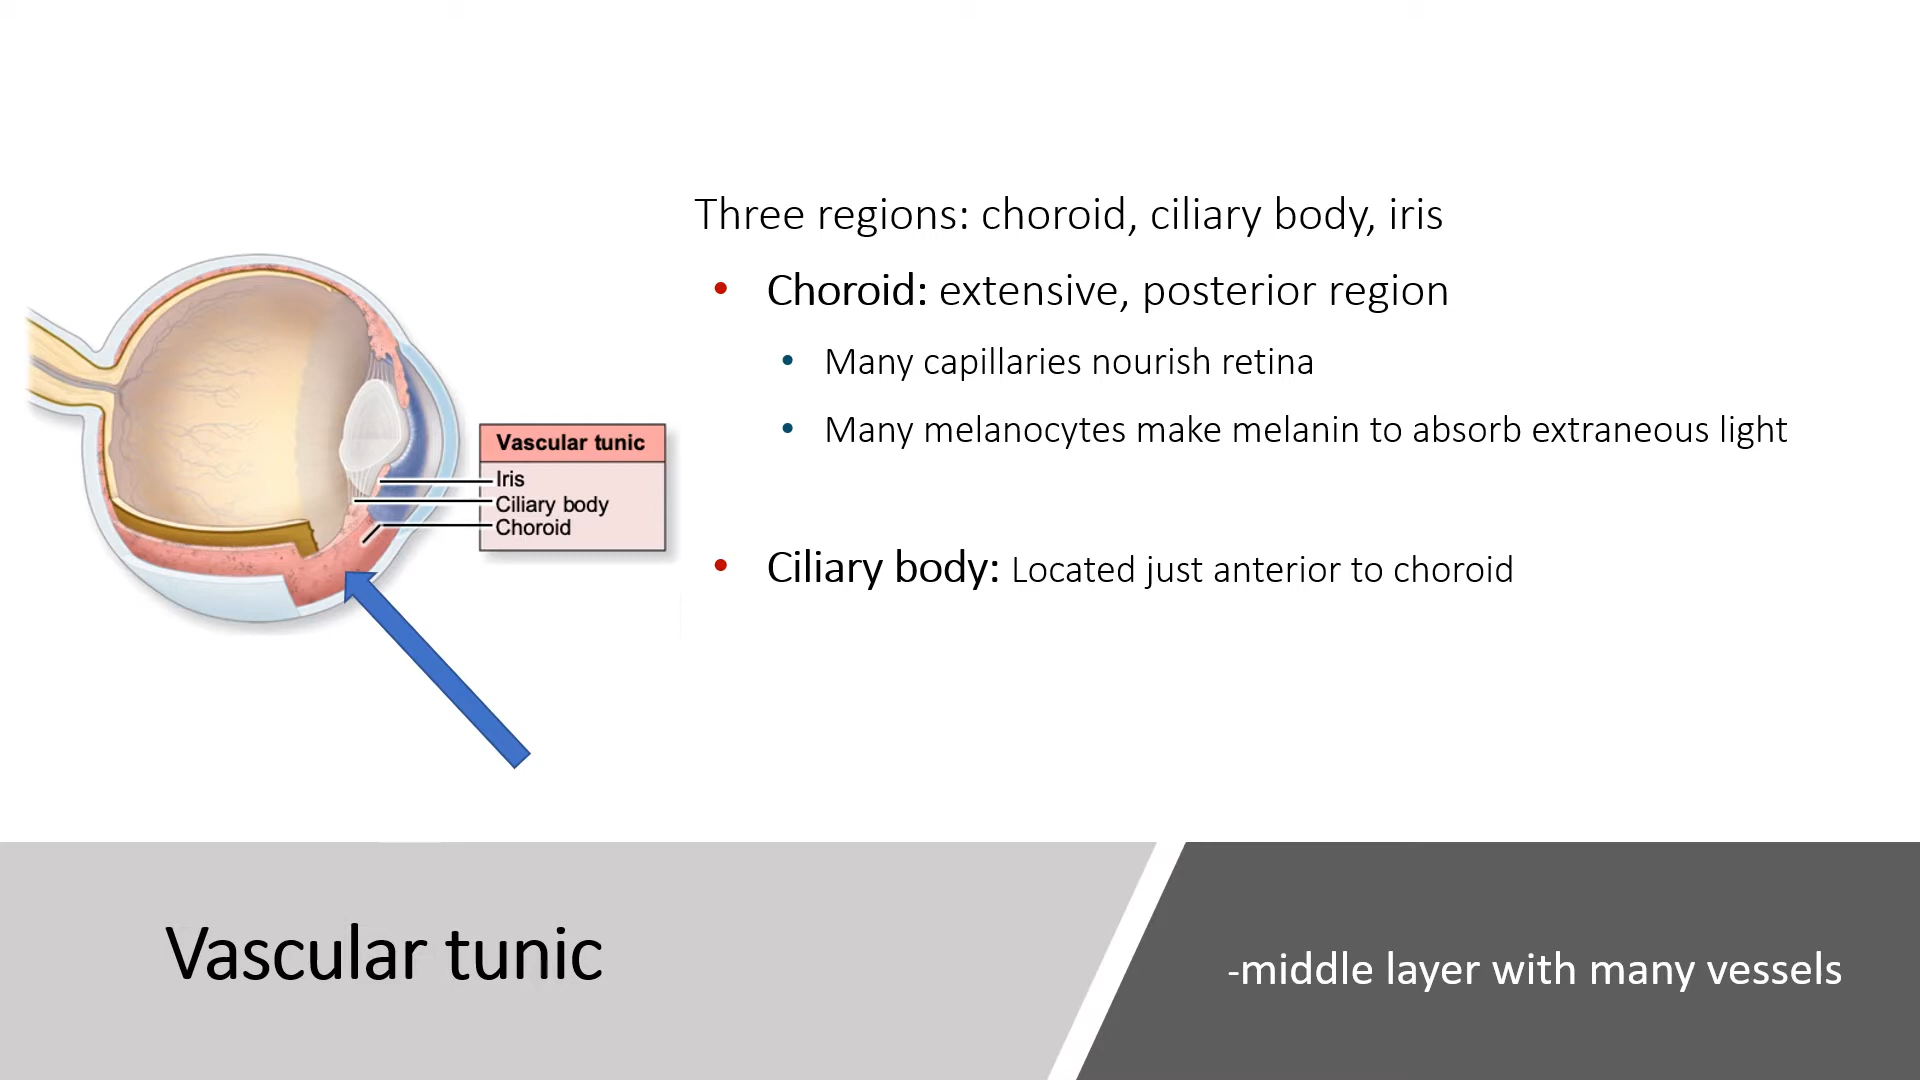 Three regions: choroid, ciliary body, iris
• Choroid: extensive, posterior region
• Many capillaries nourish retina
• Many melanocytes make melanin to absorb extraneous light
• Ciliary body: Located just anterior to choroid
Vascular tunic
Iris
Ciliary body
Choroid
Vascular tunic
-middle layer with many vessels